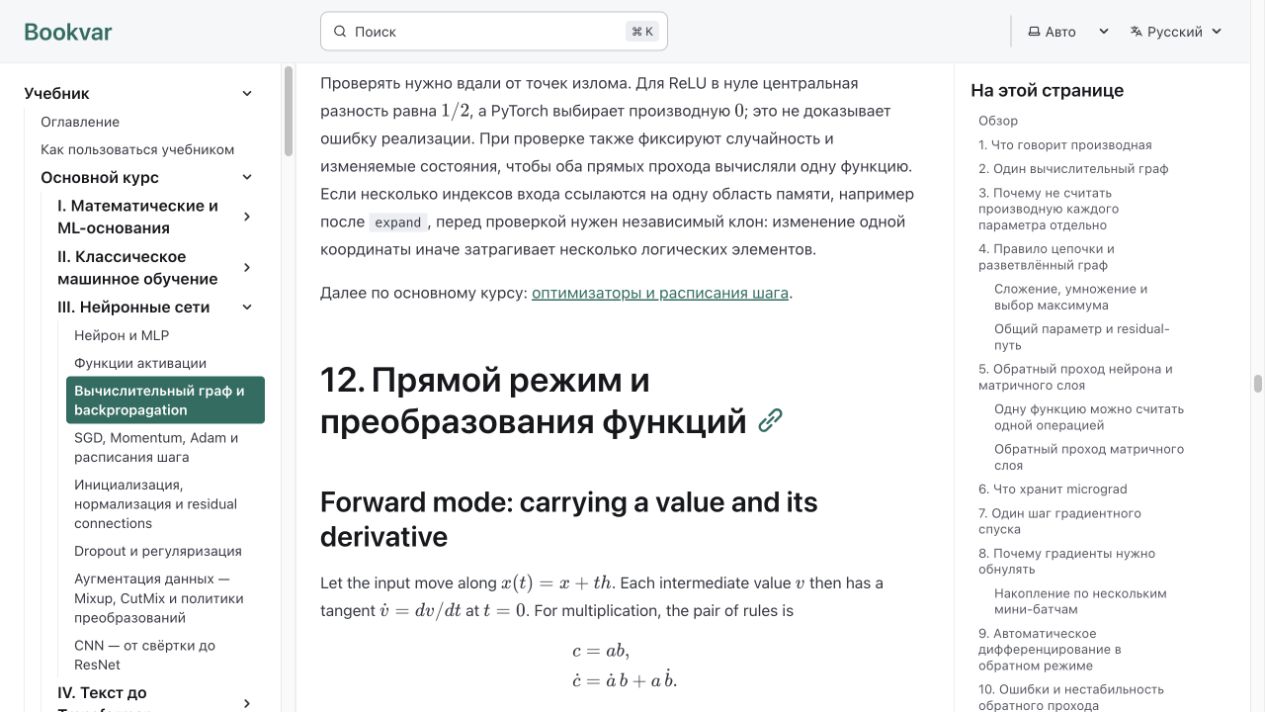 Bookvar
Поиск
⌘ K
Авто
Русский
Учебник
Оглавление
Как пользоваться учебником
Основной курс
I. Математические и
ML-основания
II. Классическое
машинное обучение
III. Нейронные сети
Нейрон и MLP
Функции активации
Вычислительный граф и
backpropagation
SGD, Momentum, Adam и
расписания шага
Инициализация,
нормализация и residual
connections
Dropout и регуляризация
Аугментация данных —
Mixup, CutMix и политики
преобразований
CNN — от свёртки до
ResNet
IV. Текст до
Проверять нужно вдали от точек излома. Для ReLU в нуле центральная
разность равна 1/2, а PyTorch выбирает производную 0; это не доказывает
ошибку реализации. При проверке также фиксируют случайность и
изменяемые состояния, чтобы оба прямых прохода вычисляли одну функцию.
Если несколько индексов входа ссылаются на одну область памяти, например
после expand, перед проверкой нужен независимый клон: изменение одной
координаты иначе затрагивает несколько логических элементов.
Далее по основному курсу: оптимизаторы и расписания шага.
12. Прямой режим и
преобразования функций
Forward mode: carrying a value and its
derivative
Let the input move along x(t) = x + th. Each intermediate value v then has a
tangent v̇ = dv/dt at t = 0. For multiplication, the pair of rules is
c = ab,
ċ = ȧ b + a ḃ.
На этой странице
Обзор
1. Что говорит производная
2. Один вычислительный граф
3. Почему не считать
производную каждого
параметра отдельно
4. Правило цепочки и
разветвлённый граф
Сложение, умножение и
выбор максимума
Общий параметр и residual-
путь
5. Обратный проход нейрона и
матричного слоя
Одну функцию можно считать
одной операцией
Обратный проход матричного
слоя
6. Что хранит micrograd
7. Один шаг градиентного
спуска
8. Почему градиенты нужно
обнулять
Накопление по нескольким
мини-батчам
9. Автоматическое
дифференцирование в
обратном режиме
10. Ошибки и нестабильность
обратного прохода